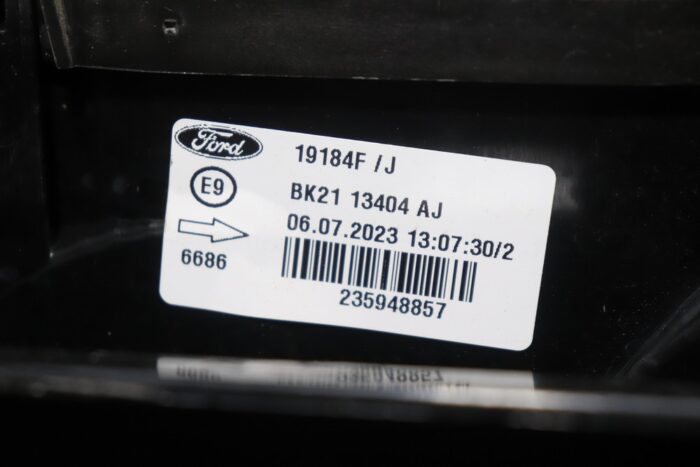 Ford
19184F /J
E9
BK21 13404 AJ
06.07.2023 13:07:30/2
6686
235948857